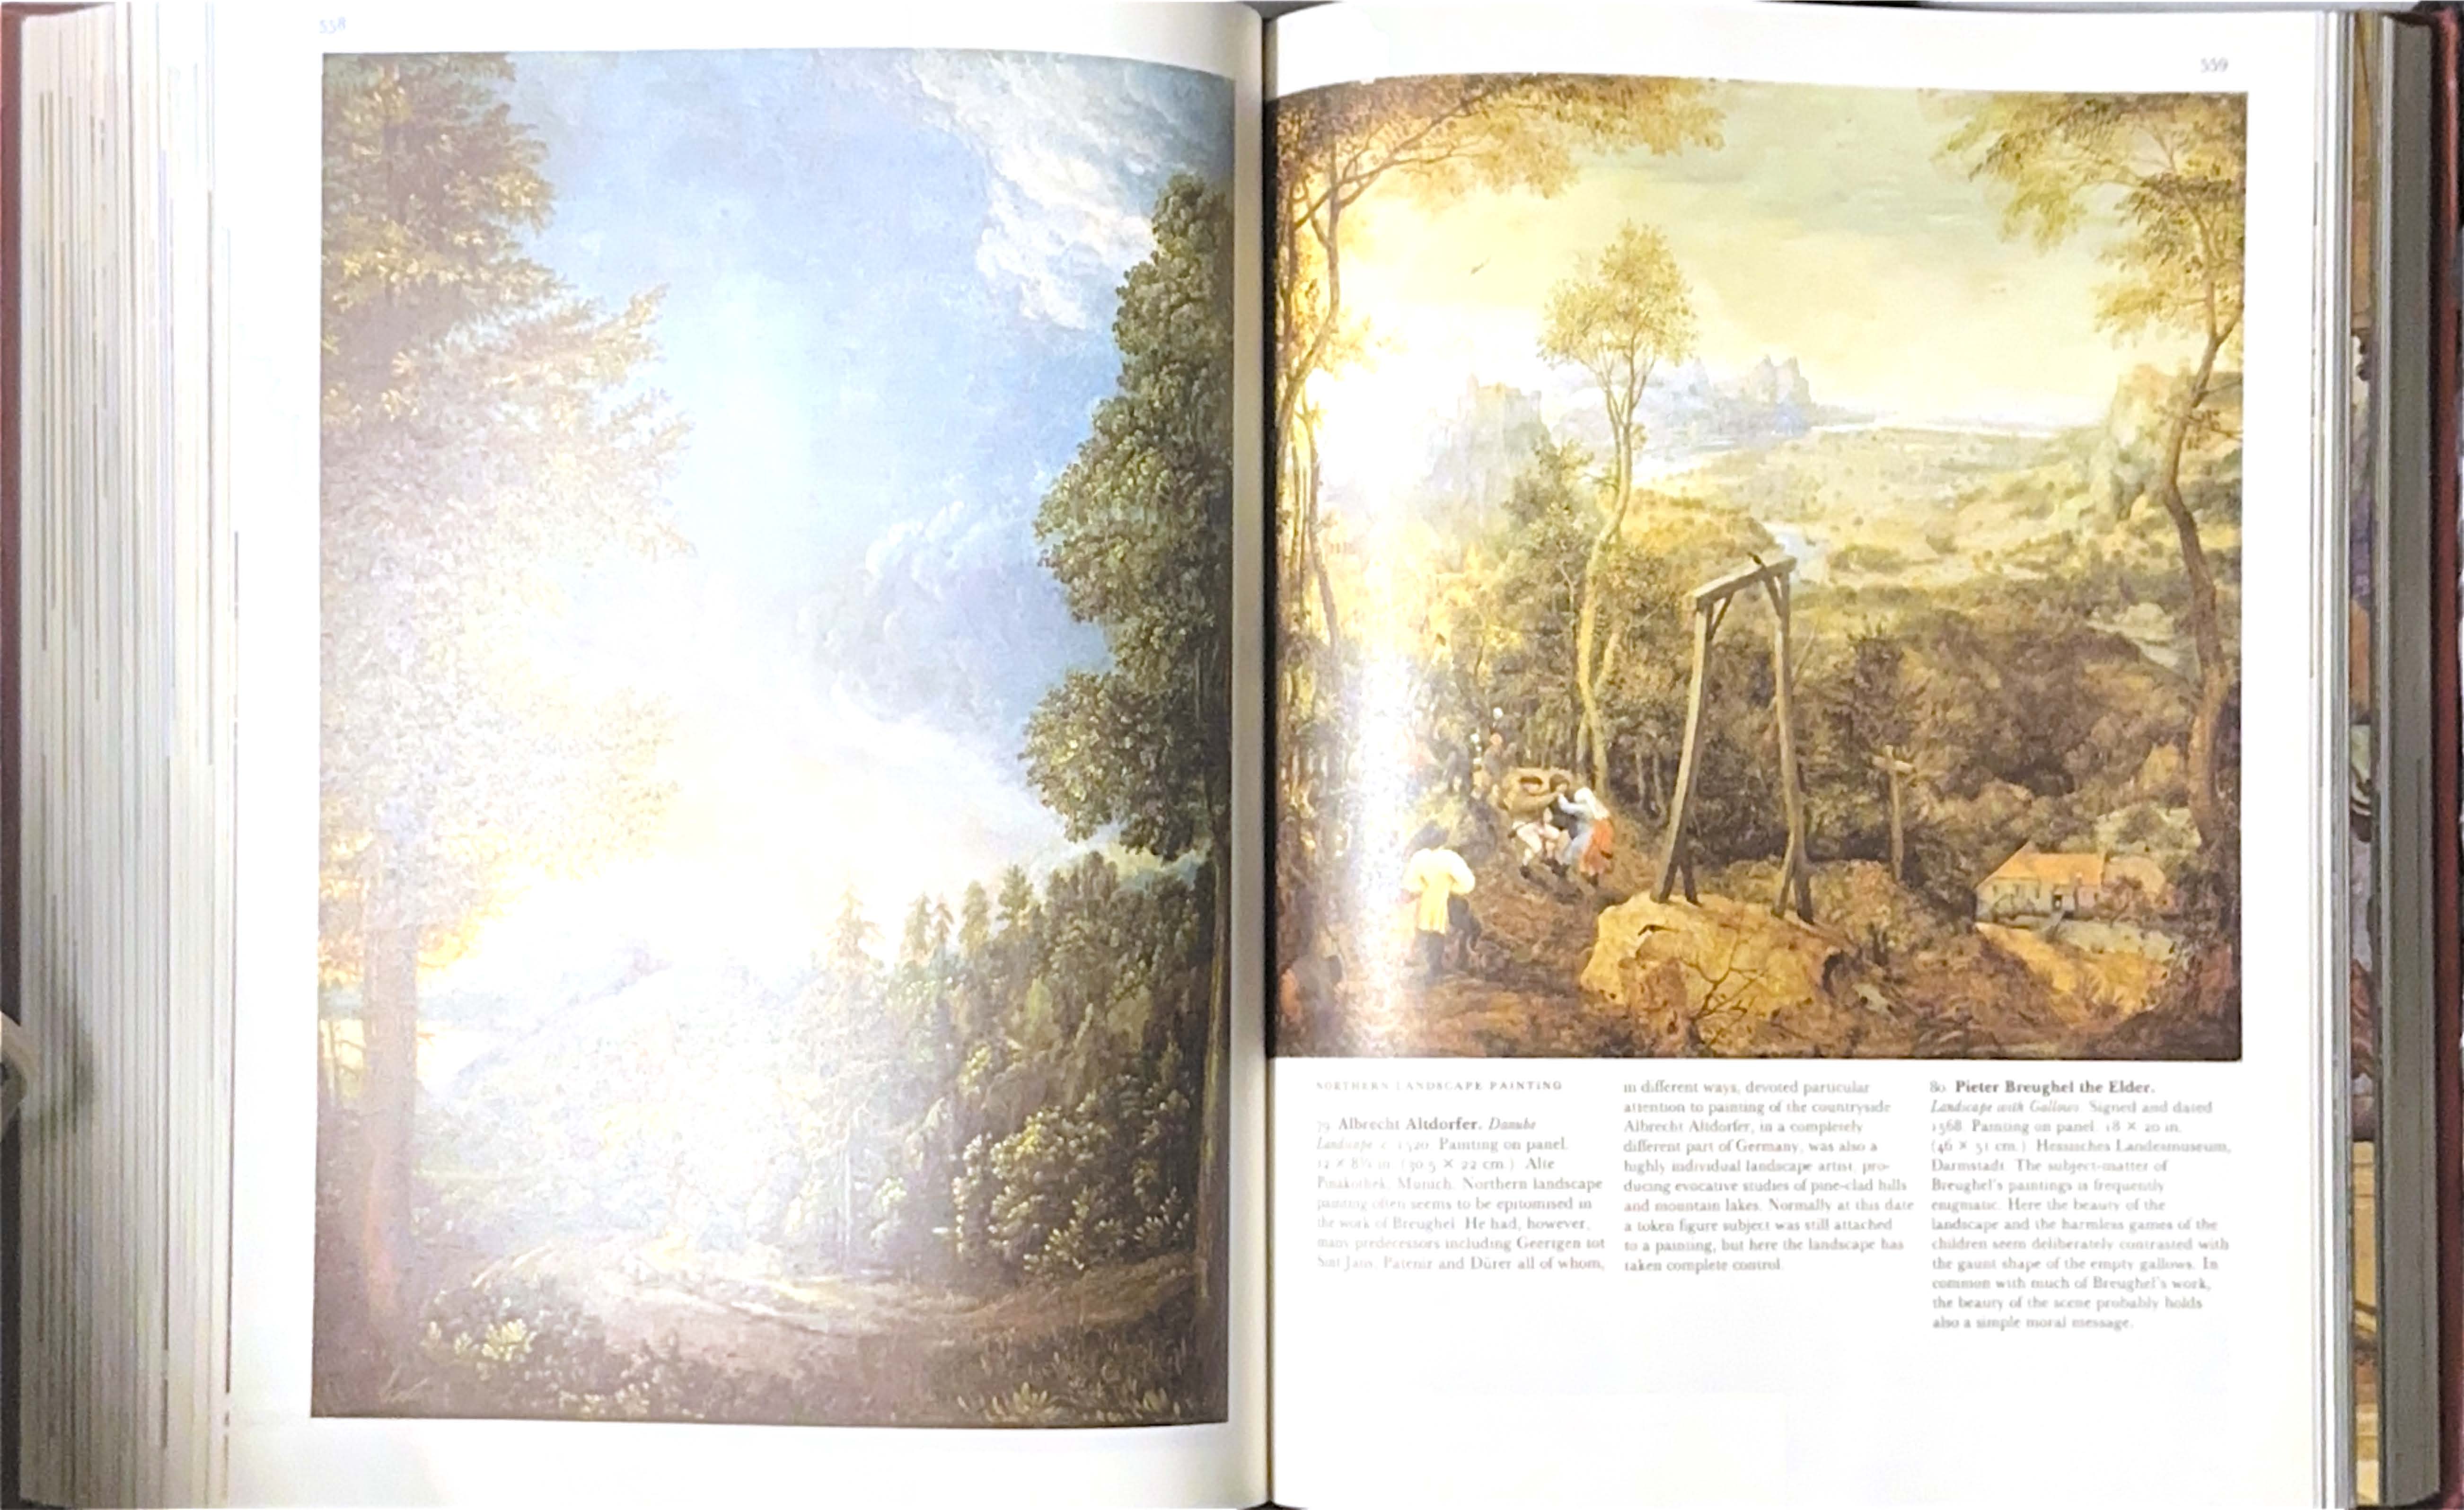 558
559
NORTHERN LANDSCAPE PAINTING
79 Albrecht Altdorfer. Danube
Landscape c. 1520. Painting on panel.
12 × 8½ in. (30.5 × 22 cm.) Alte
Pinakothek, Munich. Northern landscape
painting often seems to be epitomised in
the work of Breughel. He had, however,
many predecessors including Geertgen tot
Sint Jans, Patenir and Dürer all of whom,
in different ways, devoted particular
attention to painting of the countryside
Albrecht Altdorfer, in a completely
different part of Germany, was also a
highly individual landscape artist, pro-
ducing evocative studies of pine-clad hills
and mountain lakes. Normally at this date
a token figure subject was still attached
to a painting, but here the landscape has
taken complete control
80 Pieter Breughel the Elder.
Landscape with Gallows. Signed and dated
1568. Painting on panel. 18 × 20 in.
(46 × 51 cm.) Hessisches Landesmuseum,
Darmstadt. The subject-matter of
Breughel's paintings is frequently
enigmatic. Here the beauty of the
landscape and the harmless games of the
children seem deliberately contrasted with
the gaunt shape of the empty gallows. In
common with much of Breughel's work,
the beauty of the scene probably holds
also a simple moral message.